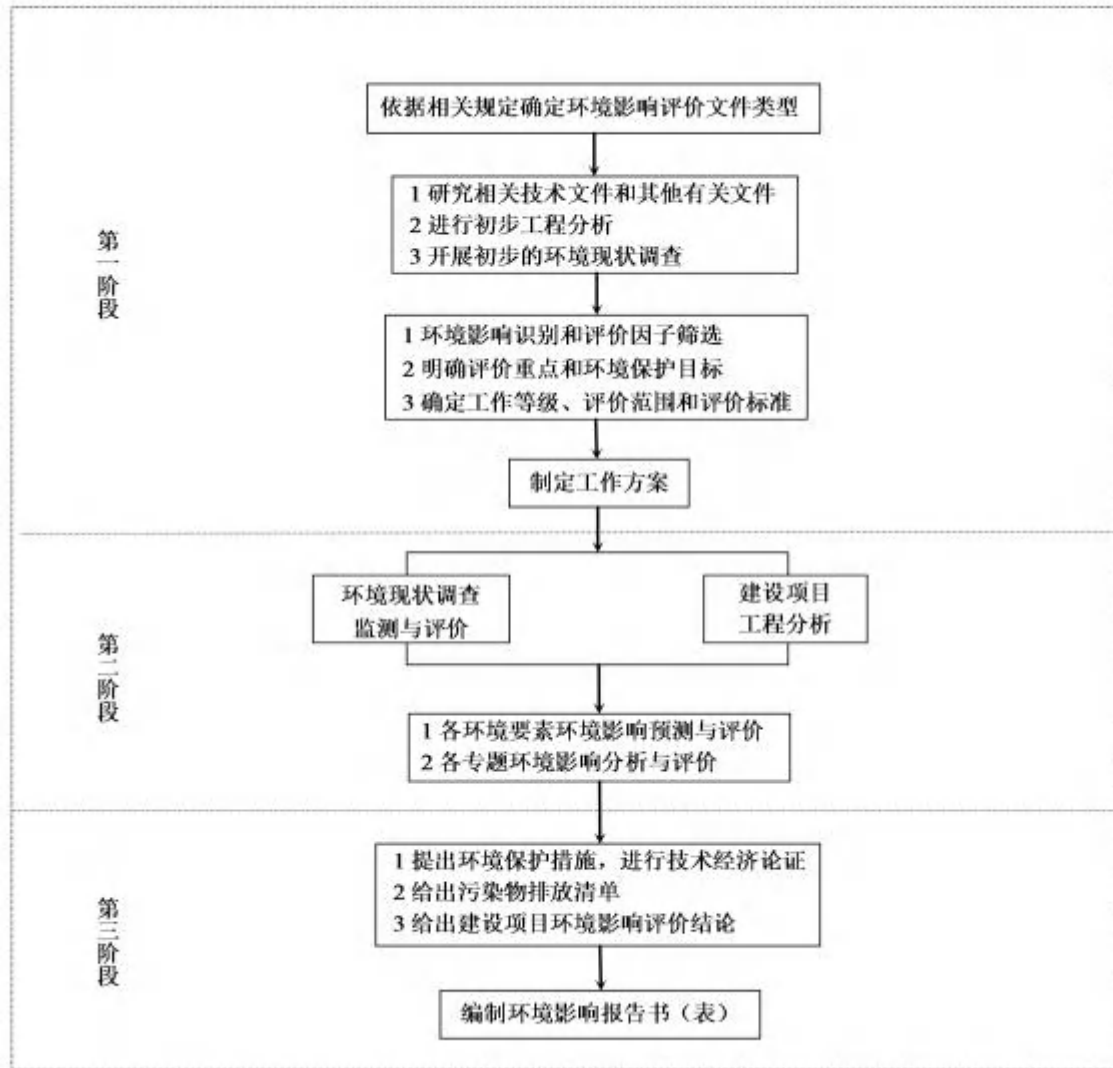 依据相关规定确定环境影响评价文件类型
1 研究相关技术文件和其他有关文件
2 进行初步工程分析
3 开展初步的环境现状调查
第一阶段
1 环境影响识别和评价因子筛选
2 明确评价重点和环境保护目标
3 确定工作等级、评价范围和评价标准
制定工作方案
环境现状调查
监测与评价
建设项目
工程分析
第二阶段
1 各环境要素环境影响预测与评价
2 各专题环境影响分析与评价
1 提出环境保护措施，进行技术经济论证
2 给出污染物排放清单
3 给出建设项目环境影响评价结论
第三阶段
编制环境影响报告书（表）